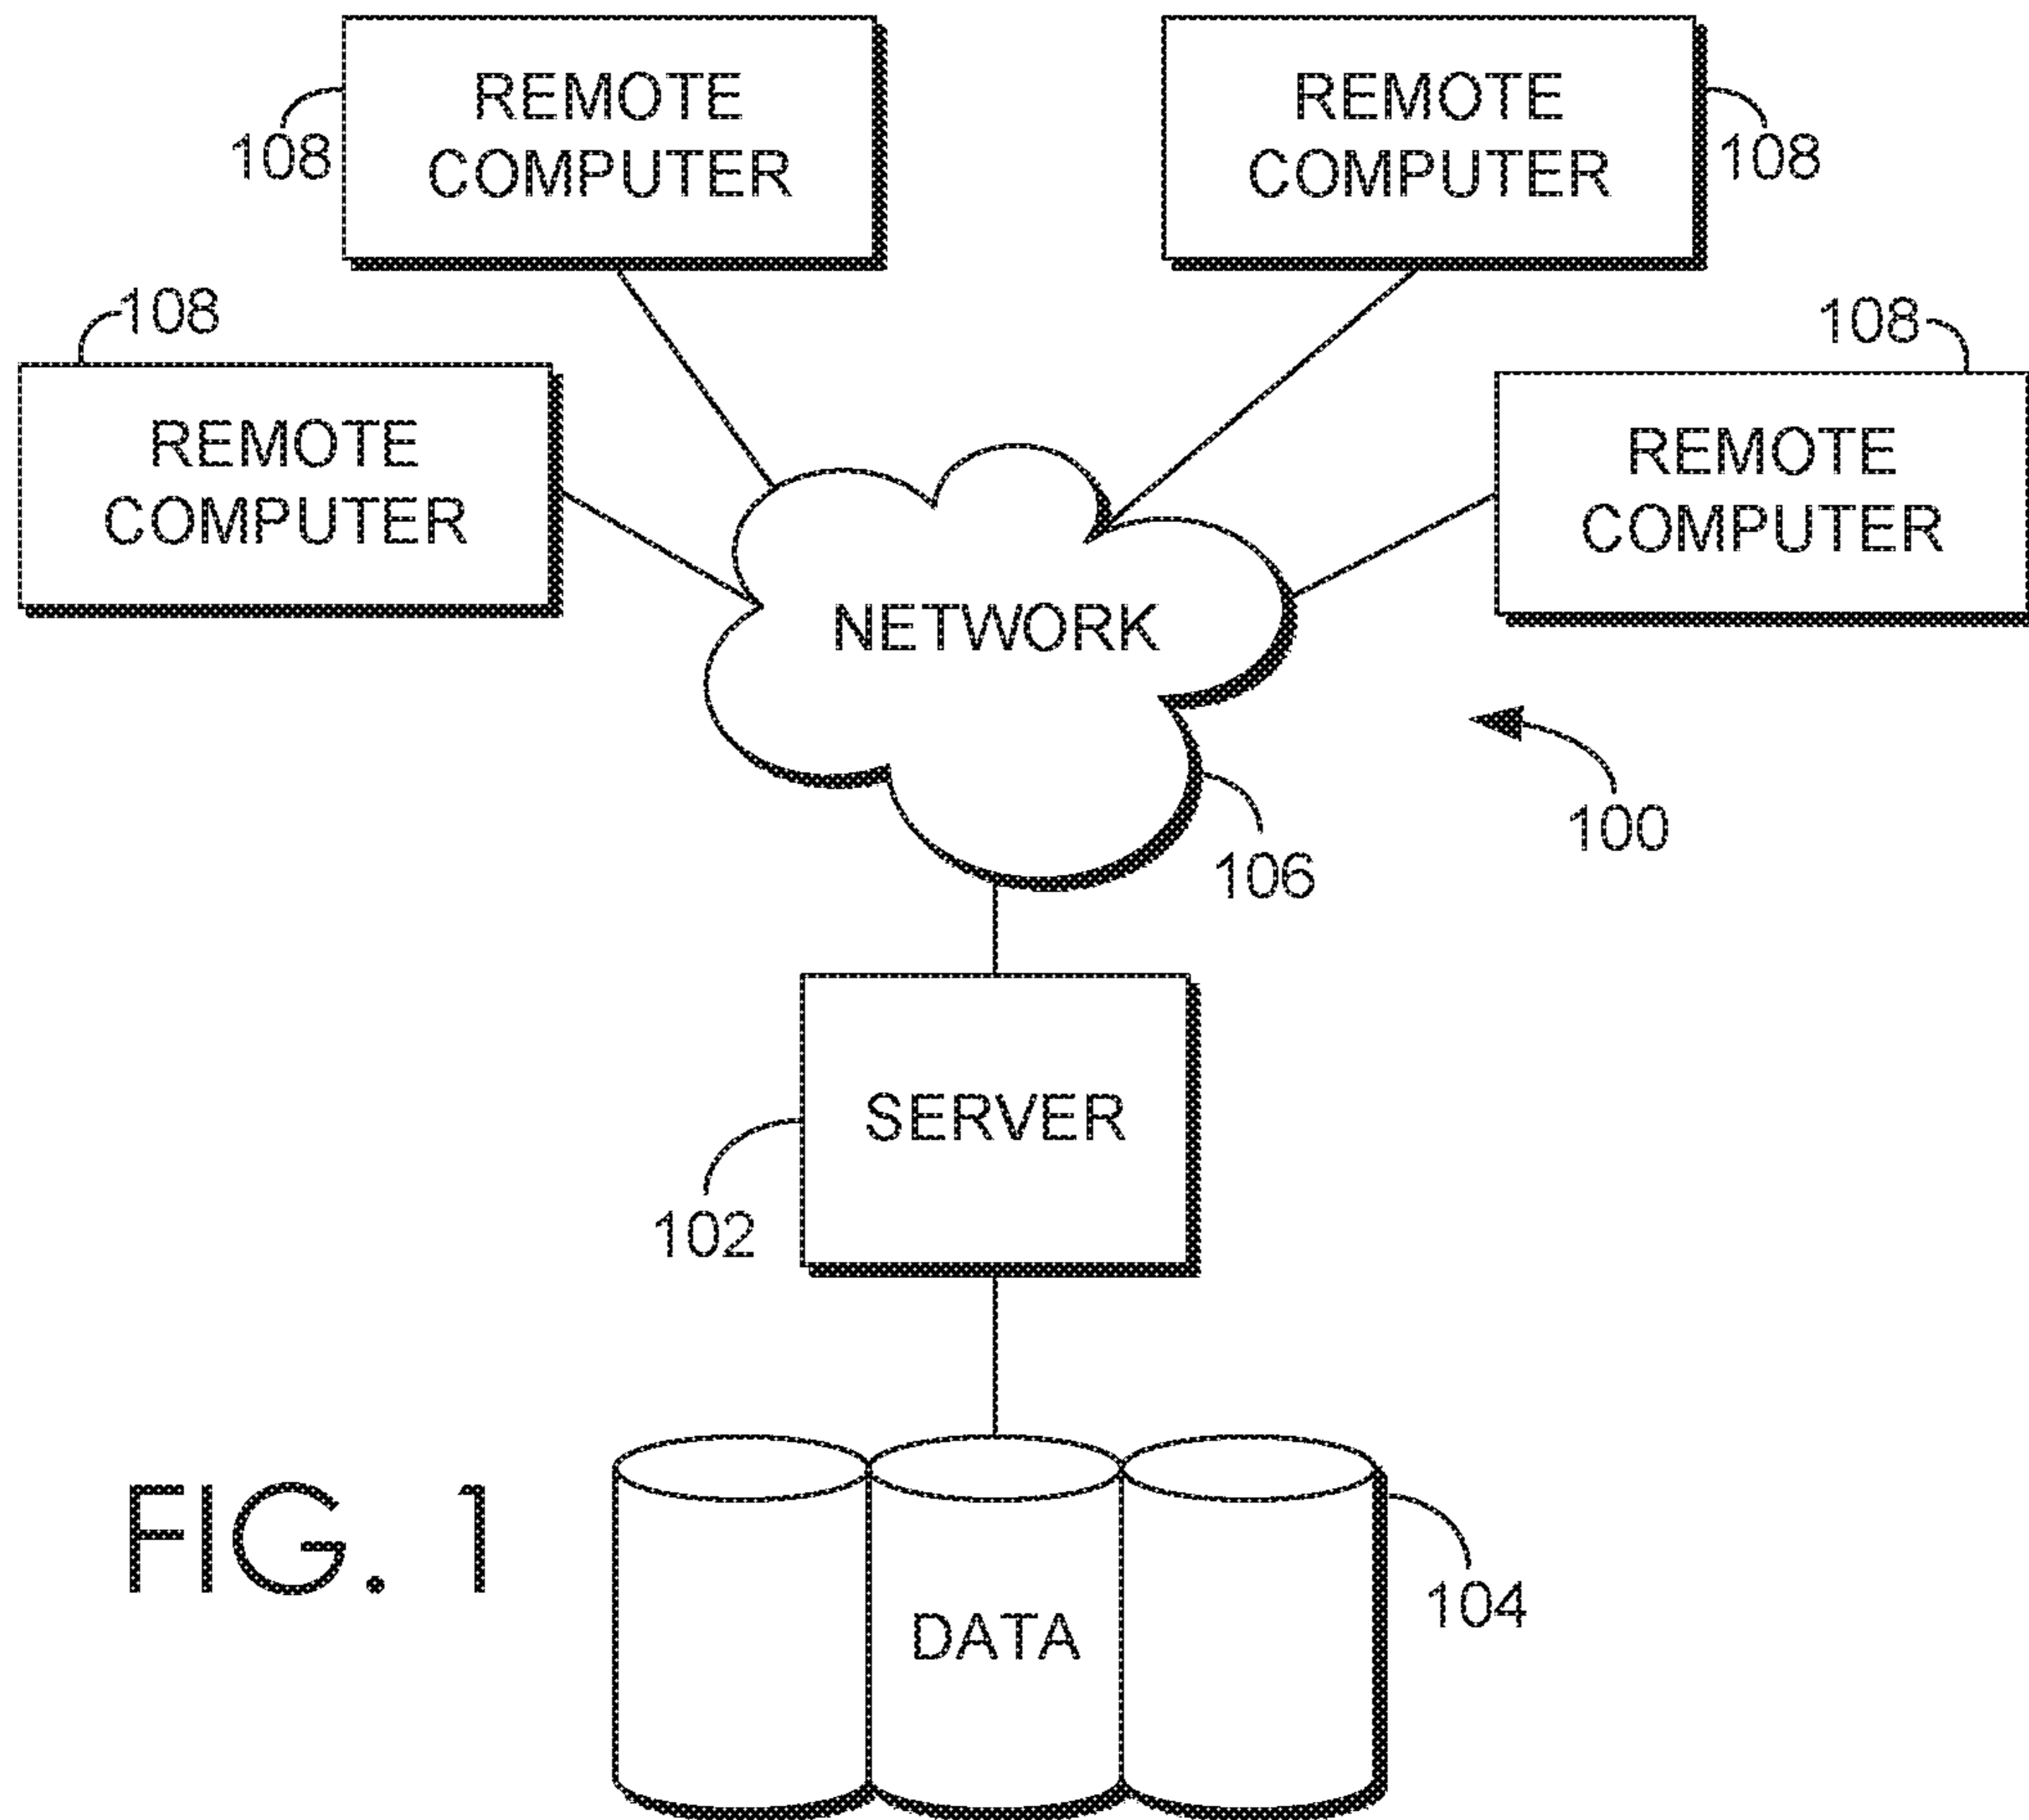 REMOTE
COMPUTER
108
REMOTE
COMPUTER
108
108
REMOTE
COMPUTER
108
REMOTE
COMPUTER
NETWORK
100
106
SERVER
102
FIG. 1
DATA
104